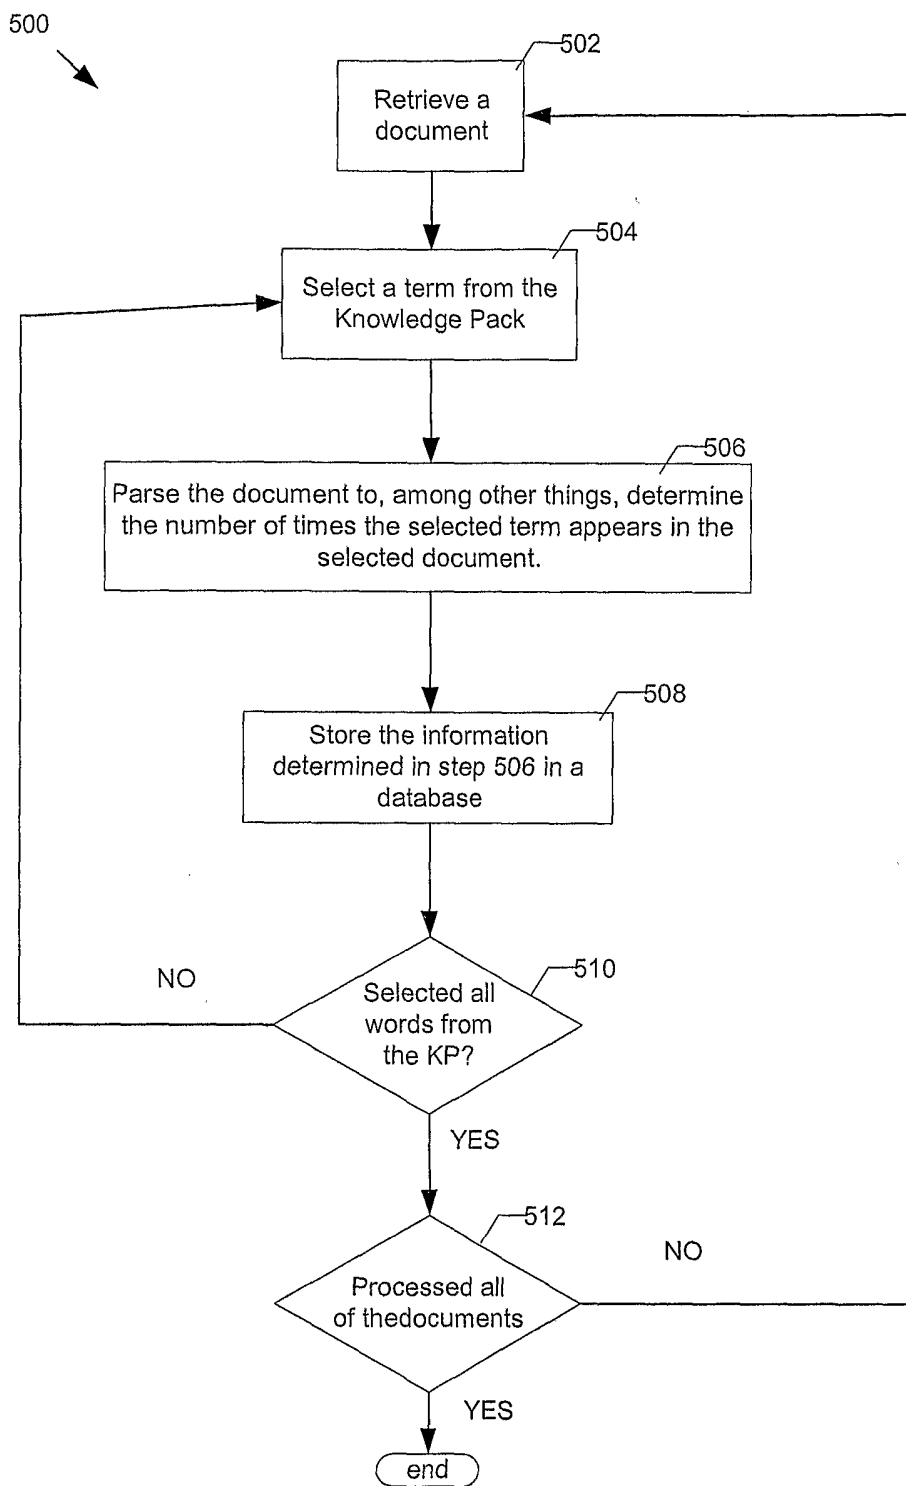 500
502
Retrieve a
document
504
Select a term from the
Knowledge Pack
506
Parse the document to, among other things, determine
the number of times the selected term appears in the
selected document.
508
Store the information
determined in step 506 in a
database
510
NO
Selected all
words from
the KP?
YES
512
NO
Processed all
of thedocuments
YES
end